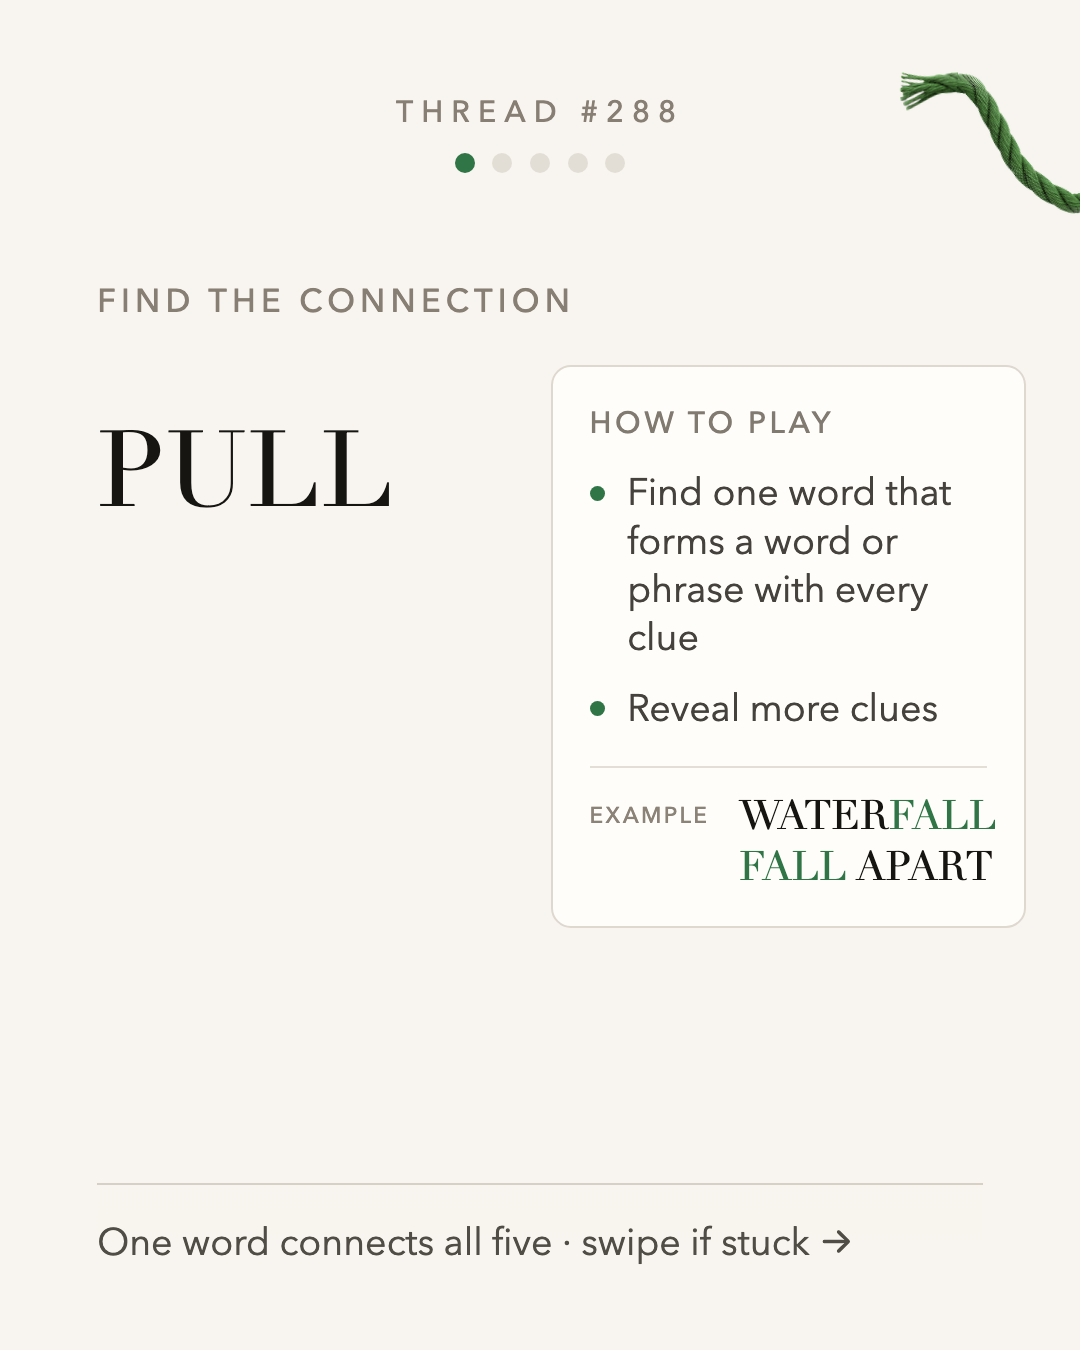 THREAD #288
FIND THE CONNECTION
PULL
HOW TO PLAY
Find one word that
forms a word or
phrase with every
clue
Reveal more clues
EXAMPLE WATERFALL
FALL APART
One word connects all five · swipe if stuck →